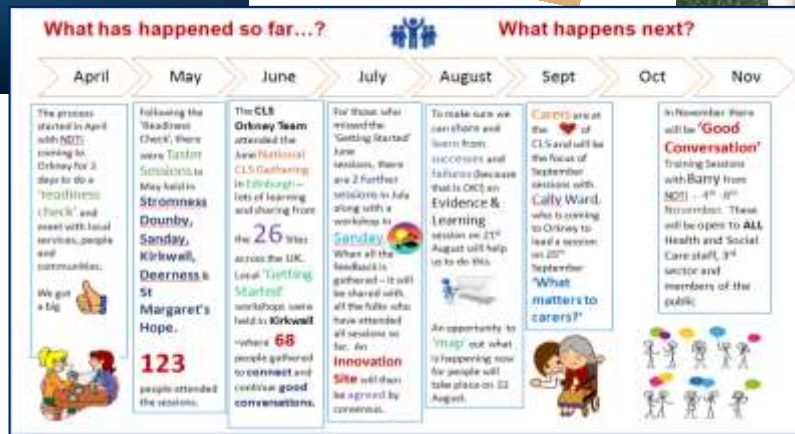 What has happened so far…?
What happens next?
April
May
June
July
August
Sept
Oct
Nov
The process
started in April
with NDTi
coming to
Orkney for 2
days to do a
'readiness
check' and
meet with local
services, people
and
communities.
We got
a big
Following the
'Readiness
Check', there
were Taster
Sessions in
May held in
Stromness
Dounby,
Sanday,
Kirkwall,
Deerness &
St
Margaret's
Hope.
123
people attended
the sessions.
The CLS
Orkney Team
attended the
June National
CLS Gathering
in Edinburgh –
lots of learning
and sharing from
the 26 Sites
across the UK.
Local 'Getting
Started'
workshops were
held in Kirkwall
-where 68
people gathered
to connect and
continue good
conversations.
For those who
missed the
'Getting Started'
June
sessions, there
are 2 further
sessions in July
along with a
workshop in
Sanday.
When all the
feedback is
gathered – it will
be shared with
all the folks who
have attended
all sessions so
far. An
Innovation
Site will then
be agreed by
consensus.
To make sure we
can share and
learn from
successes and
failures (because
that is OK!) an
Evidence &
Learning
session on 21st
August will help
us to do this.
An opportunity to
'map' out what
is happening now
for people will
take place on 22
August.
Carers are at
the of
CLS and will be
the focus of
September
sessions with
Cally Ward,
who is coming
to Orkney to
lead a session
on 25th
September
'What
matters to
carers?'
In November there
will be 'Good
Conversation'
Training Sessions
with Barry from
NDTi - 4th -8th
November. These
will be open to ALL
Health and Social
Care staff, 3rd
sector and
members of the
public